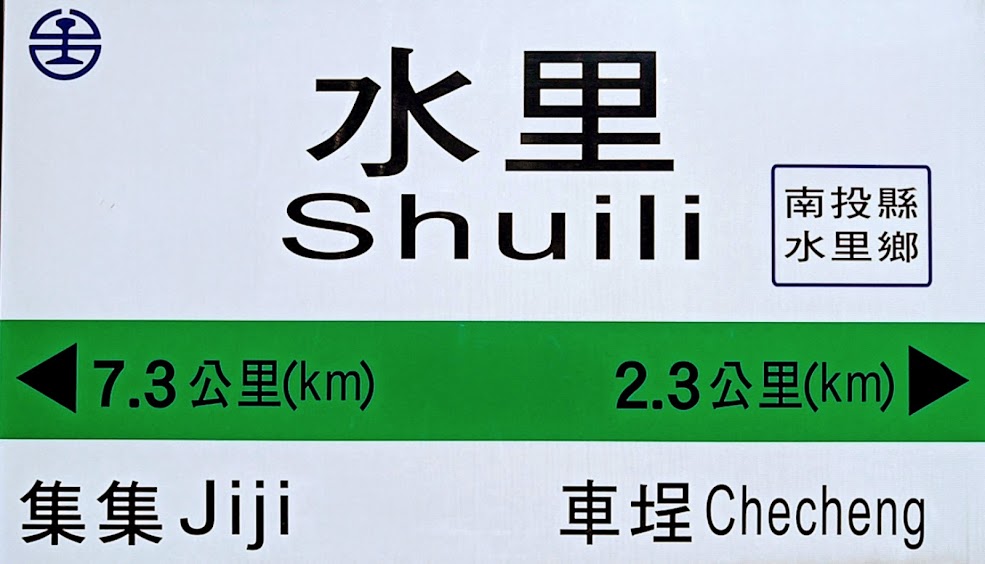 水里
Shuili
南投縣
水里鄉
7.3公里(km) 2.3公里(km)
集集 Jiji 車埕 Checheng